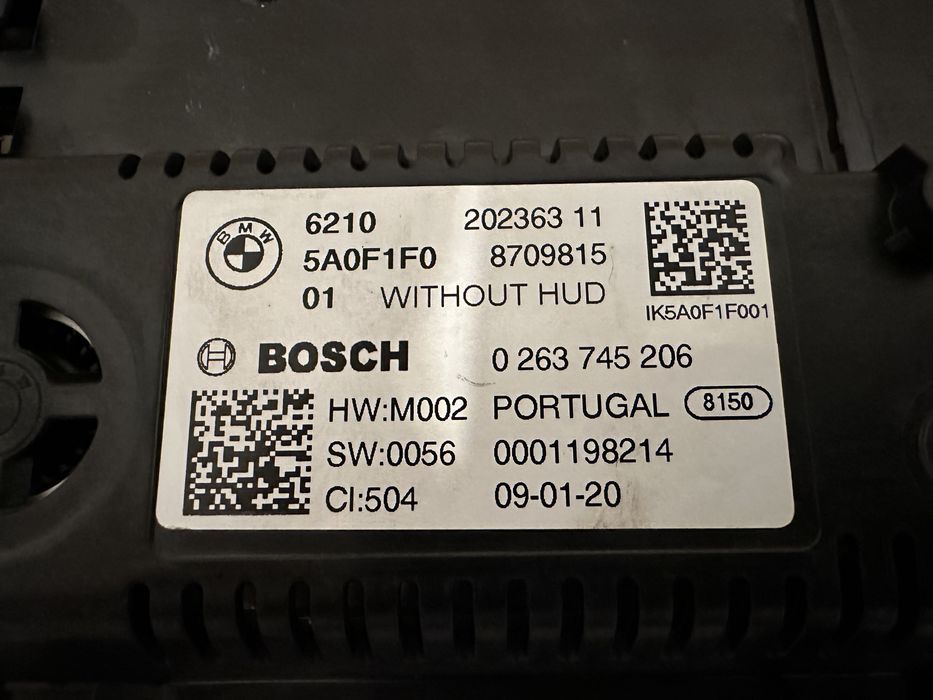 BMW
6210 202363 11
5A0F1F0 8709815
01 WITHOUT HUD
IK5A0F1F001
BOSCH 0 263 745 206
HW:M002 PORTUGAL 8150
SW:0056 0001198214
CI:504 09-01-20